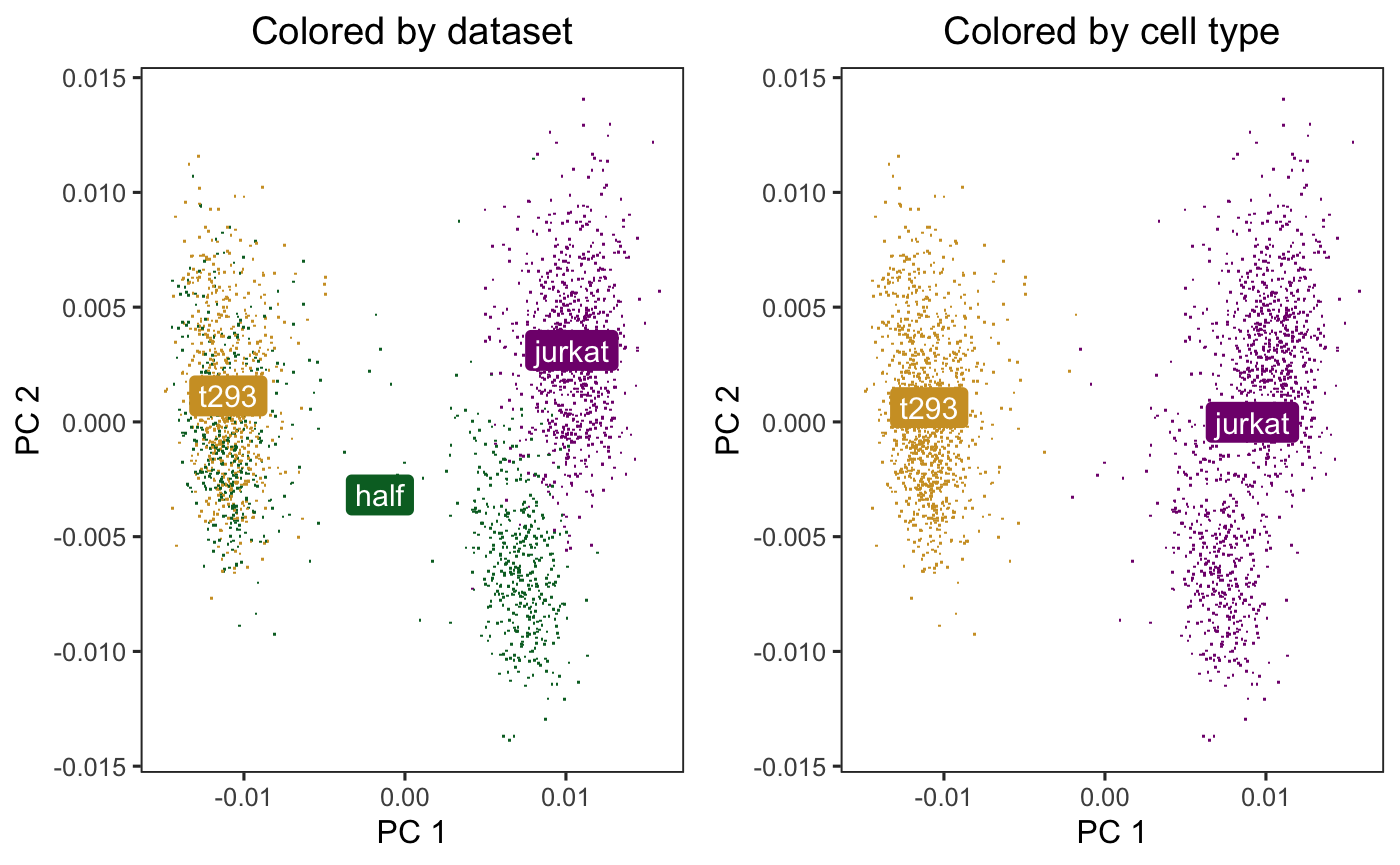 Colored by dataset
0.015
0.010
0.005
0.000
-0.005
-0.010
-0.015
PC 2
t293
half
jurkat
-0.01
0.00
0.01
PC 1
Colored by cell type
0.015
0.010
0.005
0.000
-0.005
-0.010
-0.015
PC 2
t293
jurkat
-0.01
0.00
0.01
PC 1